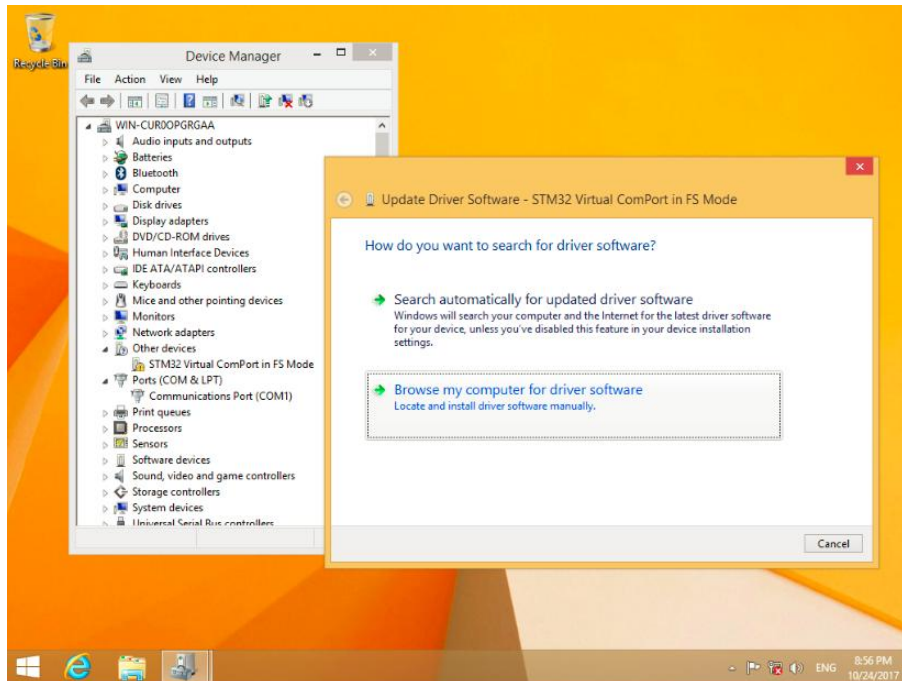 Recycle Bin
Device Manager
File Action View Help
WIN-CUR0OPGRGAA
Audio inputs and outputs
Batteries
Bluetooth
Computer
Disk drives
Display adapters
DVD/CD-ROM drives
Human Interface Devices
IDE ATA/ATAPI controllers
Keyboards
Mice and other pointing devices
Monitors
Network adapters
Other devices
STM32 Virtual ComPort in FS Mode
Ports (COM & LPT)
Communications Port (COM1)
Print queues
Processors
Sensors
Software devices
Sound, video and game controllers
Storage controllers
System devices
Universal Serial Bus controllers
Update Driver Software - STM32 Virtual ComPort in FS Mode
How do you want to search for driver software?
Search automatically for updated driver software
Windows will search your computer and the Internet for the latest driver software
for your device, unless you've disabled this feature in your device installation
settings.
Browse my computer for driver software
Locate and install driver software manually.
Cancel
ENG
8:56 PM
10/24/2017